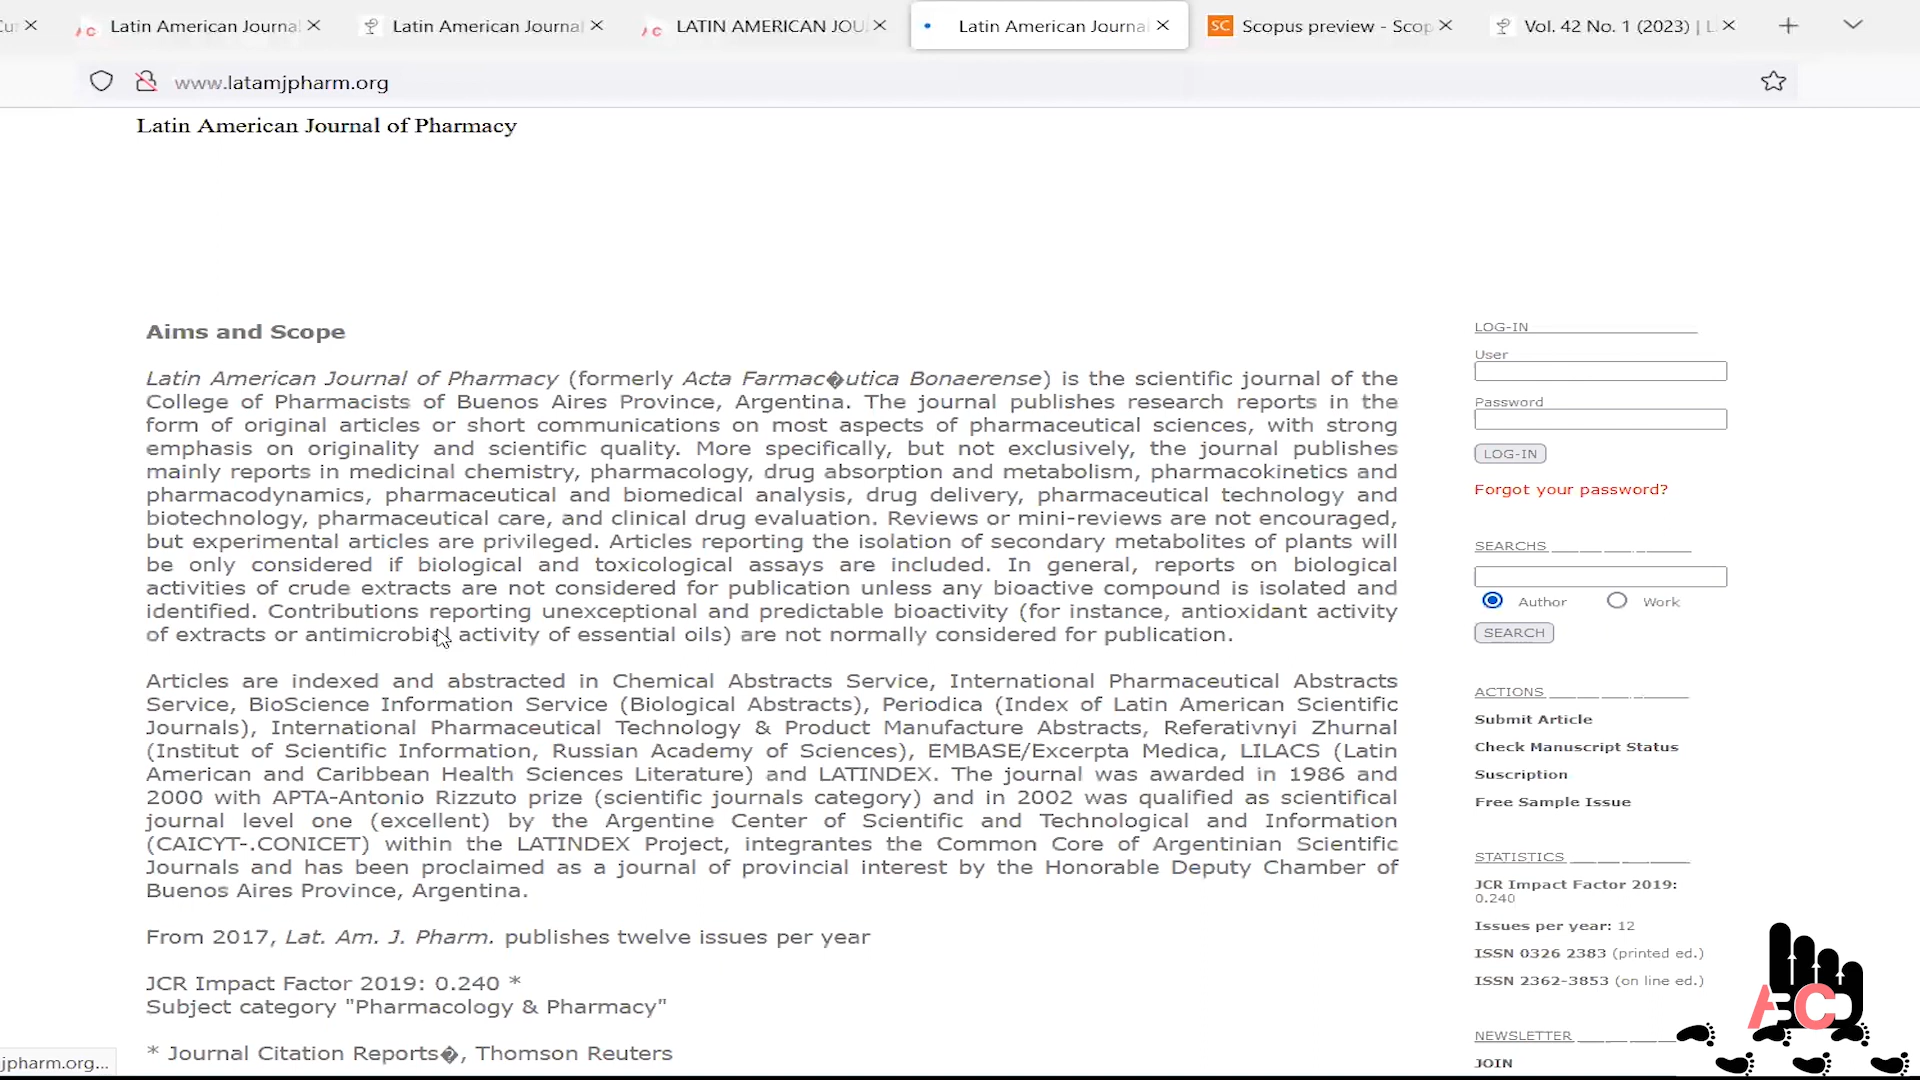 Latin American Journal
Latin American Journal
LATIN AMERICAN JOU
Latin American Journal
SC Scopus preview - Scop
Vol. 42 No. 1 (2023) | L
www.latamjpharm.org
Latin American Journal of Pharmacy
Aims and Scope
Latin American Journal of Pharmacy (formerly Acta Farmac�utica Bonaerense) is the scientific journal of the
College of Pharmacists of Buenos Aires Province, Argentina. The journal publishes research reports in the
form of original articles or short communications on most aspects of pharmaceutical sciences, with strong
emphasis on originality and scientific quality. More specifically, but not exclusively, the journal publishes
mainly reports in medicinal chemistry, pharmacology, drug absorption and metabolism, pharmacokinetics and
pharmacodynamics, pharmaceutical and biomedical analysis, drug delivery, pharmaceutical technology and
biotechnology, pharmaceutical care, and clinical drug evaluation. Reviews or mini-reviews are not encouraged,
but experimental articles are privileged. Articles reporting the isolation of secondary metabolites of plants will
be only considered if biological and toxicological assays are included. In general, reports on biological
activities of crude extracts are not considered for publication unless any bioactive compound is isolated and
identified. Contributions reporting unexceptional and predictable bioactivity (for instance, antioxidant activity
of extracts or antimicrobial activity of essential oils) are not normally considered for publication.
Articles are indexed and abstracted in Chemical Abstracts Service, International Pharmaceutical Abstracts
Service, BioScience Information Service (Biological Abstracts), Periodica (Index of Latin American Scientific
Journals), International Pharmaceutical Technology & Product Manufacture Abstracts, Referativnyi Zhurnal
(Institut of Scientific Information, Russian Academy of Sciences), EMBASE/Excerpta Medica, LILACS (Latin
American and Caribbean Health Sciences Literature) and LATINDEX. The journal was awarded in 1986 and
2000 with APTA-Antonio Rizzuto prize (scientific journals category) and in 2002 was qualified as scientifical
journal level one (excellent) by the Argentine Center of Scientific and Technological and Information
(CAICYT-.CONICET) within the LATINDEX Project, integrantes the Common Core of Argentinian Scientific
Journals and has been proclaimed as a journal of provincial interest by the Honorable Deputy Chamber of
Buenos Aires Province, Argentina.
From 2017, Lat. Am. J. Pharm. publishes twelve issues per year
JCR Impact Factor 2019: 0.240 *
Subject category "Pharmacology & Pharmacy"
* Journal Citation Reports�, Thomson Reuters
jpharm.org...
LOG-IN
User
Password
LOG-IN
Forgot your password?
SEARCHS
Author Work
SEARCH
ACTIONS
Submit Article
Check Manuscript Status
Suscription
Free Sample Issue
STATISTICS
JCR Impact Factor 2019:
0.240
Issues per year: 12
ISSN 0326 2383 (printed ed.)
ISSN 2362-3853 (on line ed.)
NEWSLETTER
JOIN
ABCD